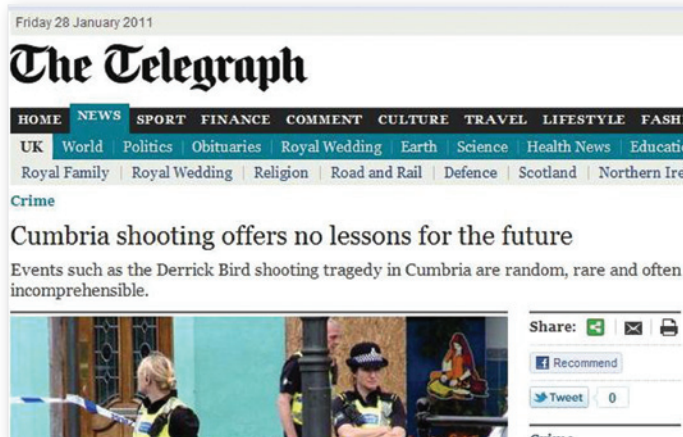 Friday 28 January 2011
The Telegraph
HOME NEWS SPORT FINANCE COMMENT CULTURE TRAVEL LIFESTYLE
UK World Politics Obituaries Royal Wedding Earth Science Health News
Royal Family Royal Wedding Religion Road and Rail Defence Scotland Northern
Crime
Cumbria shooting offers no lessons for the future
Events such as the Derrick Bird shooting tragedy in Cumbria are random, rare and often
incomprehensible.
Share:
Recommend
Tweet 0
Crime